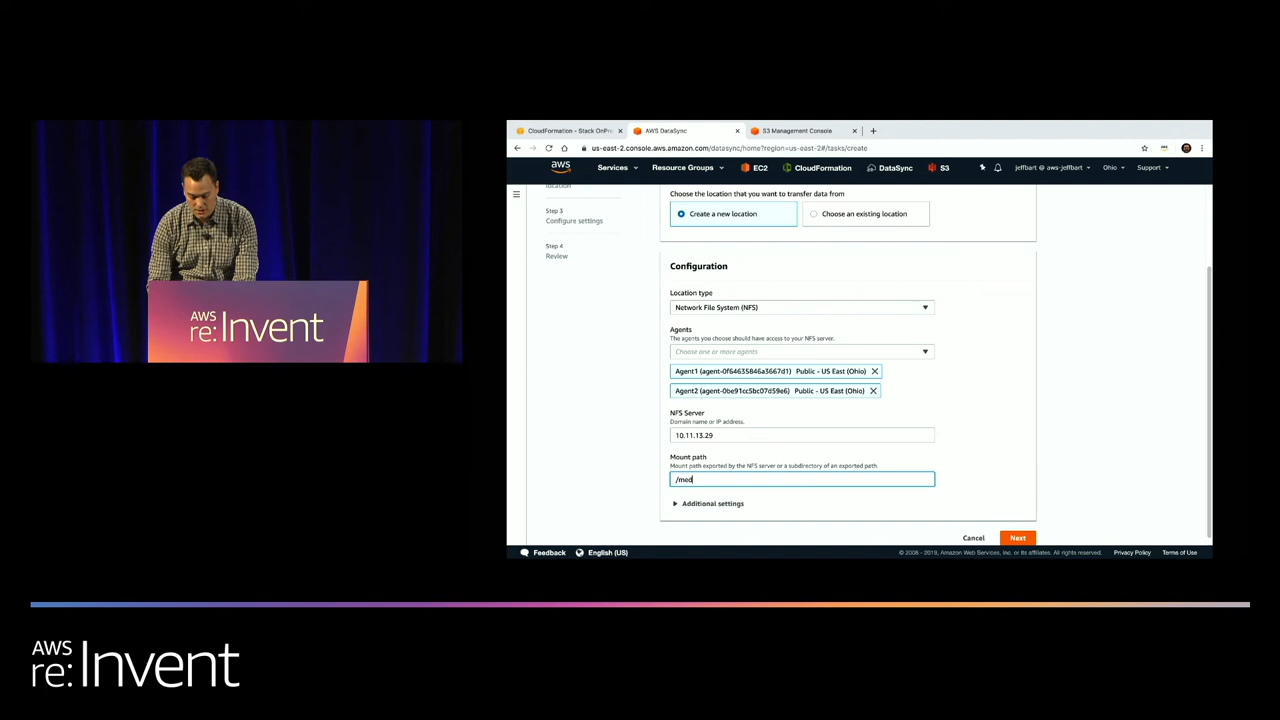 AWS
re:Invent
CloudFormation - Stack OnPre
AWS DataSync
S3 Management Console
us-east-2.console.aws.amazon.com/datasync/home?region=us-east-2#/tasks/create
aws
Services
Resource Groups
EC2
CloudFormation
DataSync
S3
jeffbart @ aws-jeffbart
Ohio
Support
location
Step 3
Configure settings
Step 4
Review
Choose the location that you want to transfer data from
Create a new location
Choose an existing location
Configuration
Location type
Network File System (NFS)
Agents
The agents you choose should have access to your NFS server.
Choose one or more agents
Agent1 (agent-0f64635846a3667d1) Public - US East (Ohio)
Agent2 (agent-0be91cc5bc07d59e6) Public - US East (Ohio)
NFS Server
Domain name or IP address.
10.11.13.29
Mount path
Mount path exported by the NFS server or a subdirectory of an exported path.
/med
Additional settings
Cancel
Next
Feedback
English (US)
© 2008 - 2019, Amazon Web Services, Inc. or its affiliates. All rights reserved.
Privacy Policy
Terms of Use
AWS
re:Invent